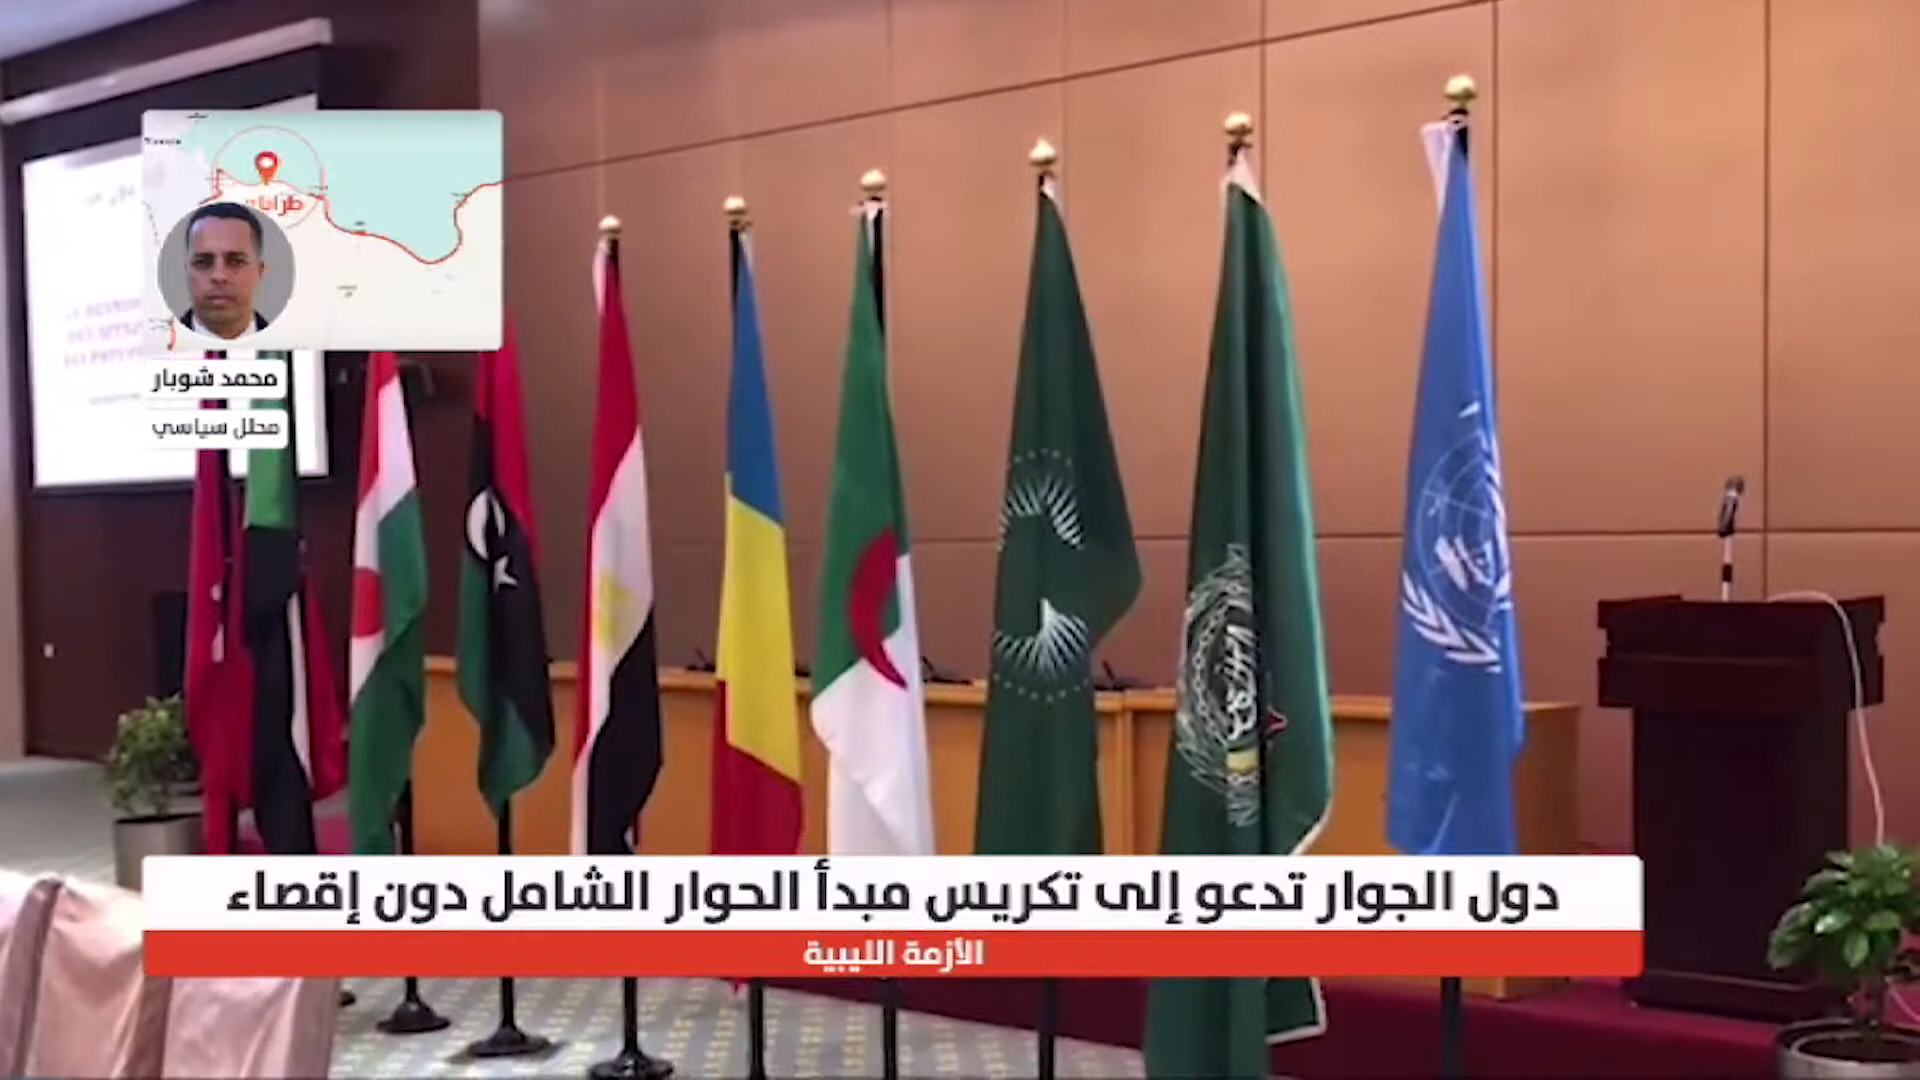 طرابلس
محمد شوبار
محلل سياسي
دول الجوار تدعو إلى تكريس مبدأ الحوار الشامل دون إقصاء
الأزمة الليبية